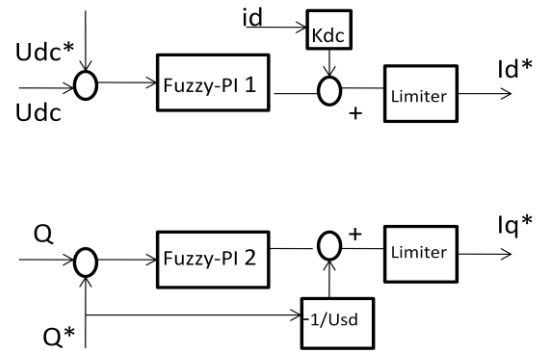 id
Kdc
Udc*
Fuzzy-PI 1
Limiter
Id*
Udc
+
Q
Fuzzy-PI 2
+
Limiter
Iq*
-1/Usd
Q*